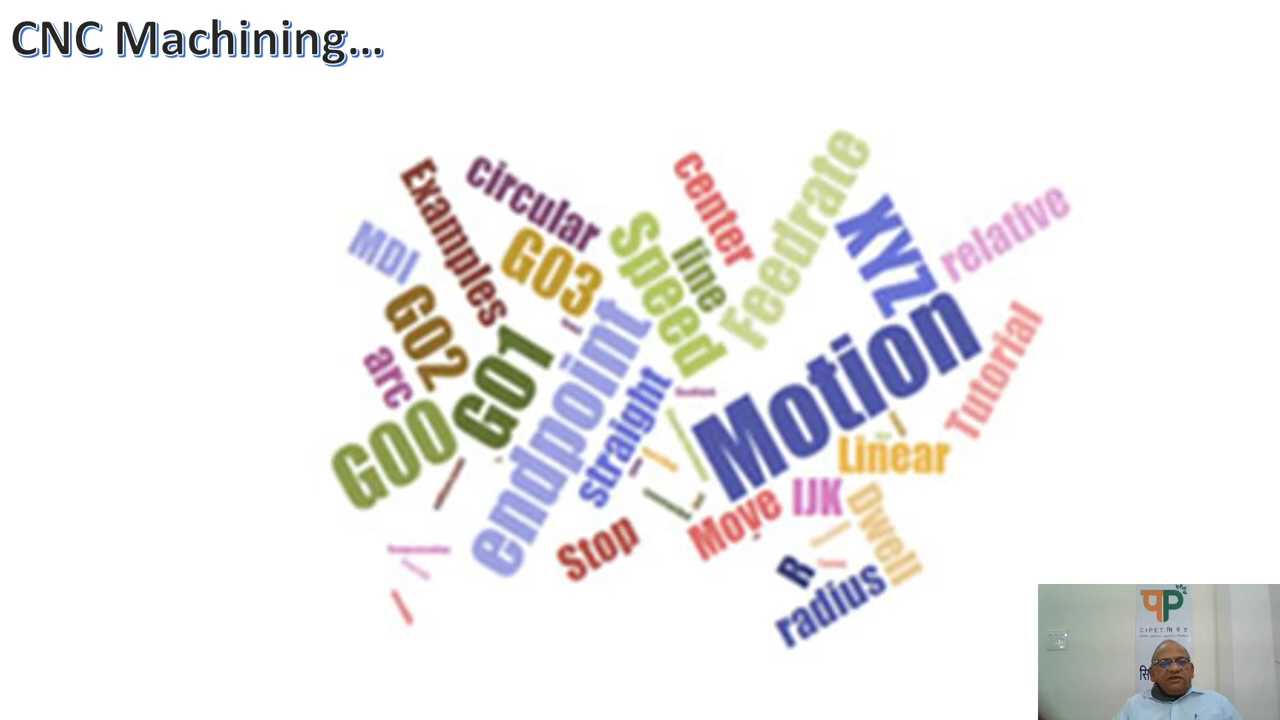 CNC Machining...
Examples
circular
center
Feedrate
MDI
G03
Speed
line
XYZ
relative
G02
arc
G01
endpoint
straight
Motion
Tutorial
G00
Linear
Stop
Move
IJK
Dwell
R
radius
CIPET सिपेट